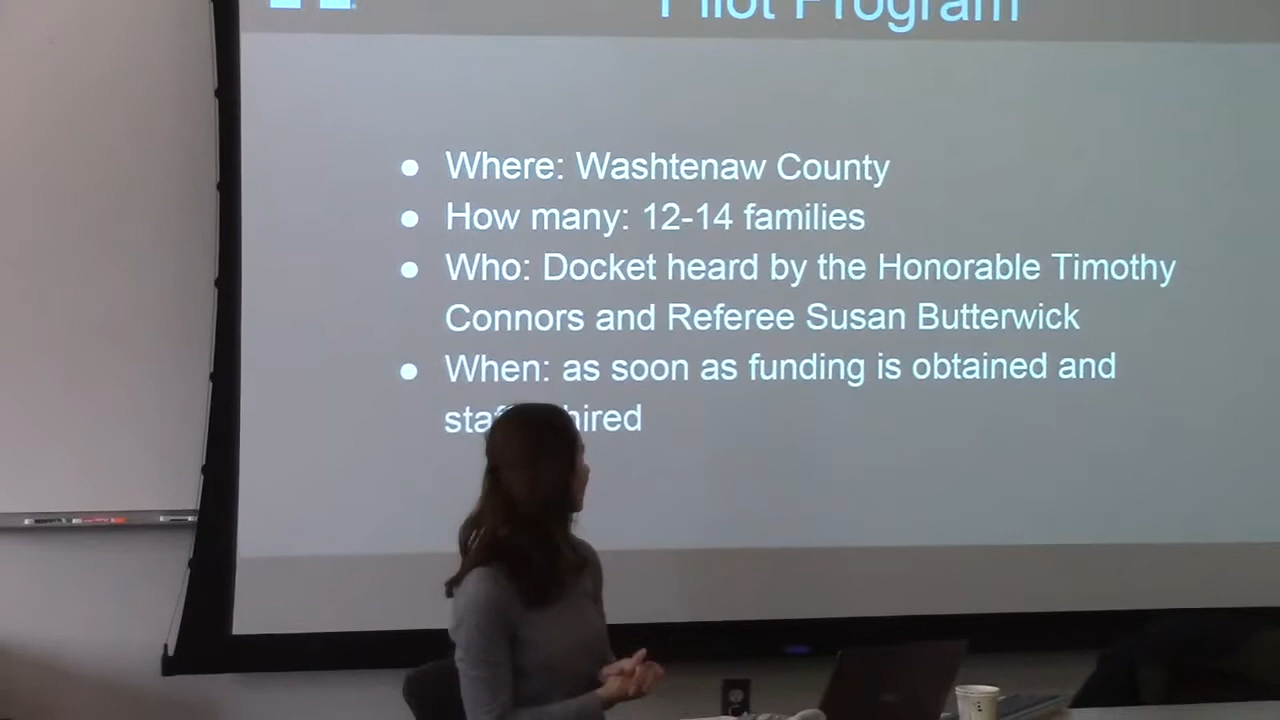 Pilot Program
● Where: Washtenaw County
● How many: 12-14 families
● Who: Docket heard by the Honorable Timothy
Connors and Referee Susan Butterwick
● When: as soon as funding is obtained and
hired